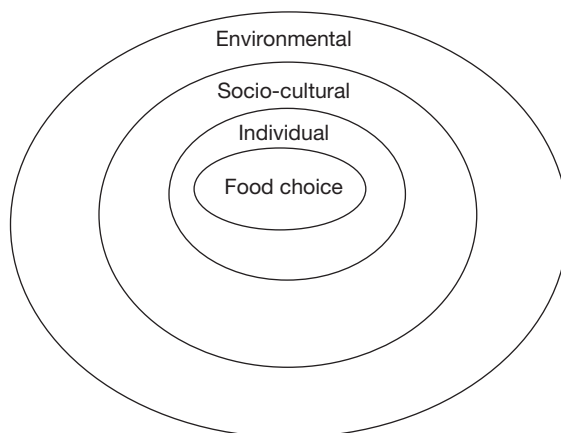 Environmental
Socio-cultural
Individual
Food choice